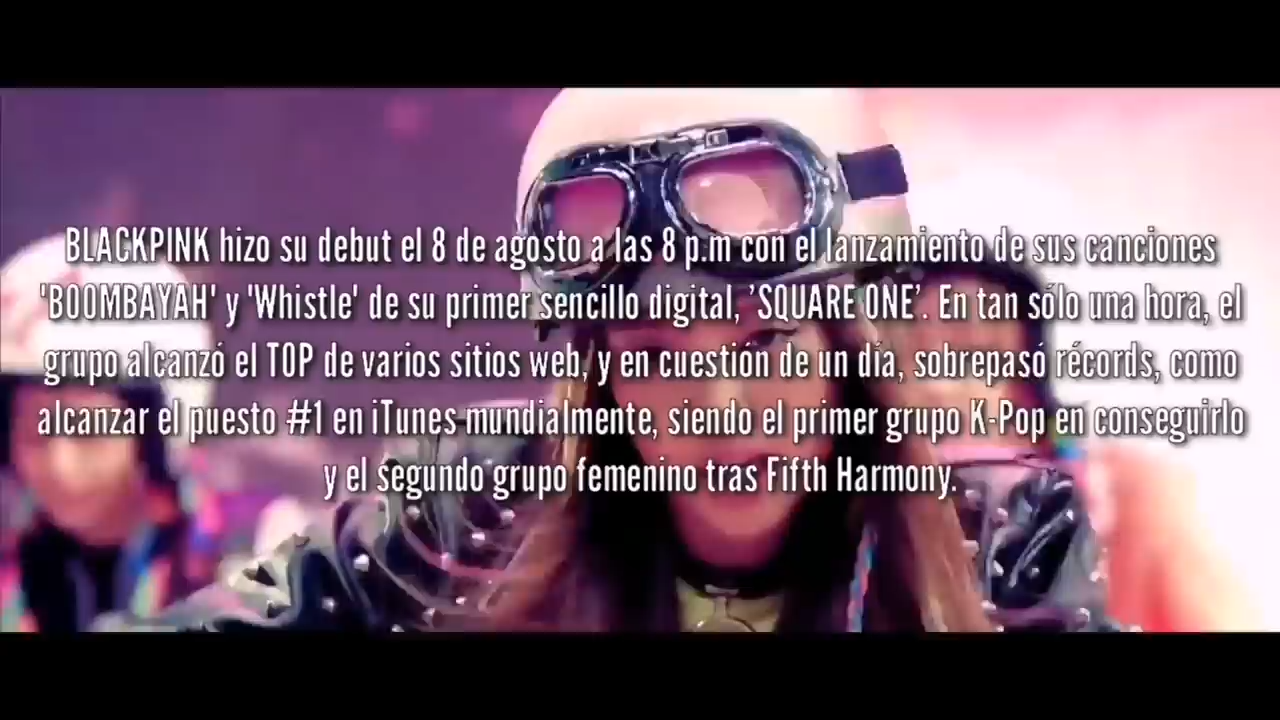 BLACKPINK hizo su debut el 8 de agosto a las 8 p.m con el lanzamiento de sus canciones
'BOOMBAYAH' y 'Whistle' de su primer sencillo digital, ’SQUARE ONE’. En tan sólo una hora, el
grupo alcanzó el TOP de varios sitios web, y en cuestión de un día, sobrepasó récords, como
alcanzar el puesto #1 en iTunes mundialmente, siendo el primer grupo K-Pop en conseguirlo
y el segundo grupo femenino tras Fifth Harmony.